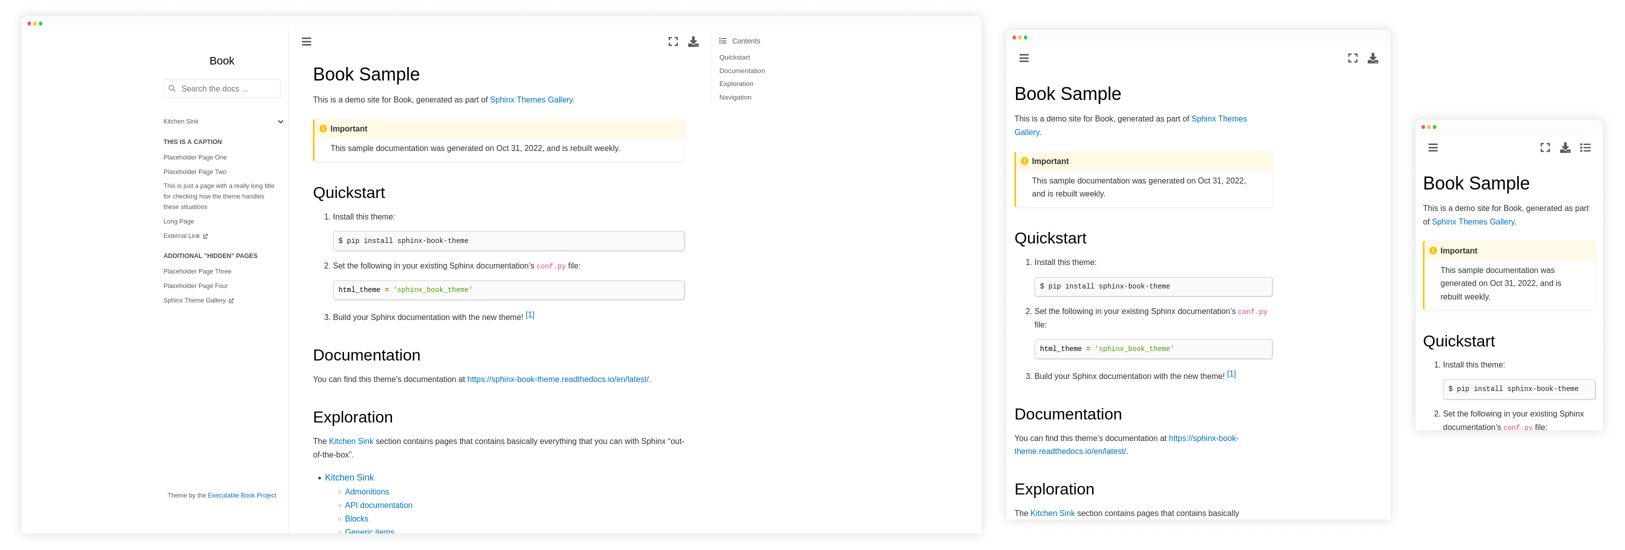 Book
Search the docs ...
Kitchen Sink
THIS IS A CAPTION
Placeholder Page One
Placeholder Page Two
This is just a page with a really long title
for checking how the theme handles
these situations
Long Page
External Link
ADDITIONAL "HIDDEN" PAGES
Placeholder Page Three
Placeholder Page Four
Sphinx Theme Gallery
Theme by the Executable Book Project
Book Sample
This is a demo site for Book, generated as part of Sphinx Themes Gallery.
Important
This sample documentation was generated on Oct 31, 2022, and is rebuilt weekly.
Quickstart
1. Install this theme:
$ pip install sphinx-book-theme
2. Set the following in your existing Sphinx documentation's conf.py file:
html_theme = 'sphinx_book_theme'
3. Build your Sphinx documentation with the new theme! [1]
Documentation
You can find this theme's documentation at https://sphinx-book-theme.readthedocs.io/en/latest/.
Exploration
The Kitchen Sink section contains pages that contains basically everything that you can with Sphinx "out-
of-the-box".
• Kitchen Sink
◦ Admonitions
◦ API documentation
◦ Blocks
◦ Generic items
Contents
Quickstart
Documentation
Exploration
Navigation
Book Sample
This is a demo site for Book, generated as part of Sphinx Themes
Gallery.
Important
This sample documentation was generated on Oct 31, 2022,
and is rebuilt weekly.
Quickstart
1. Install this theme:
$ pip install sphinx-book-theme
2. Set the following in your existing Sphinx documentation's conf.py
file:
html_theme = 'sphinx_book_theme'
3. Build your Sphinx documentation with the new theme! [1]
Documentation
You can find this theme's documentation at https://sphinx-book-
theme.readthedocs.io/en/latest/.
Exploration
The Kitchen Sink section contains pages that contains basically
Book Sample
This is a demo site for Book, generated as part
of Sphinx Themes Gallery.
Important
This sample documentation was
generated on Oct 31, 2022, and is
rebuilt weekly.
Quickstart
1. Install this theme:
$ pip install sphinx-book-theme
2. Set the following in your existing Sphinx
documentation's conf.py file: